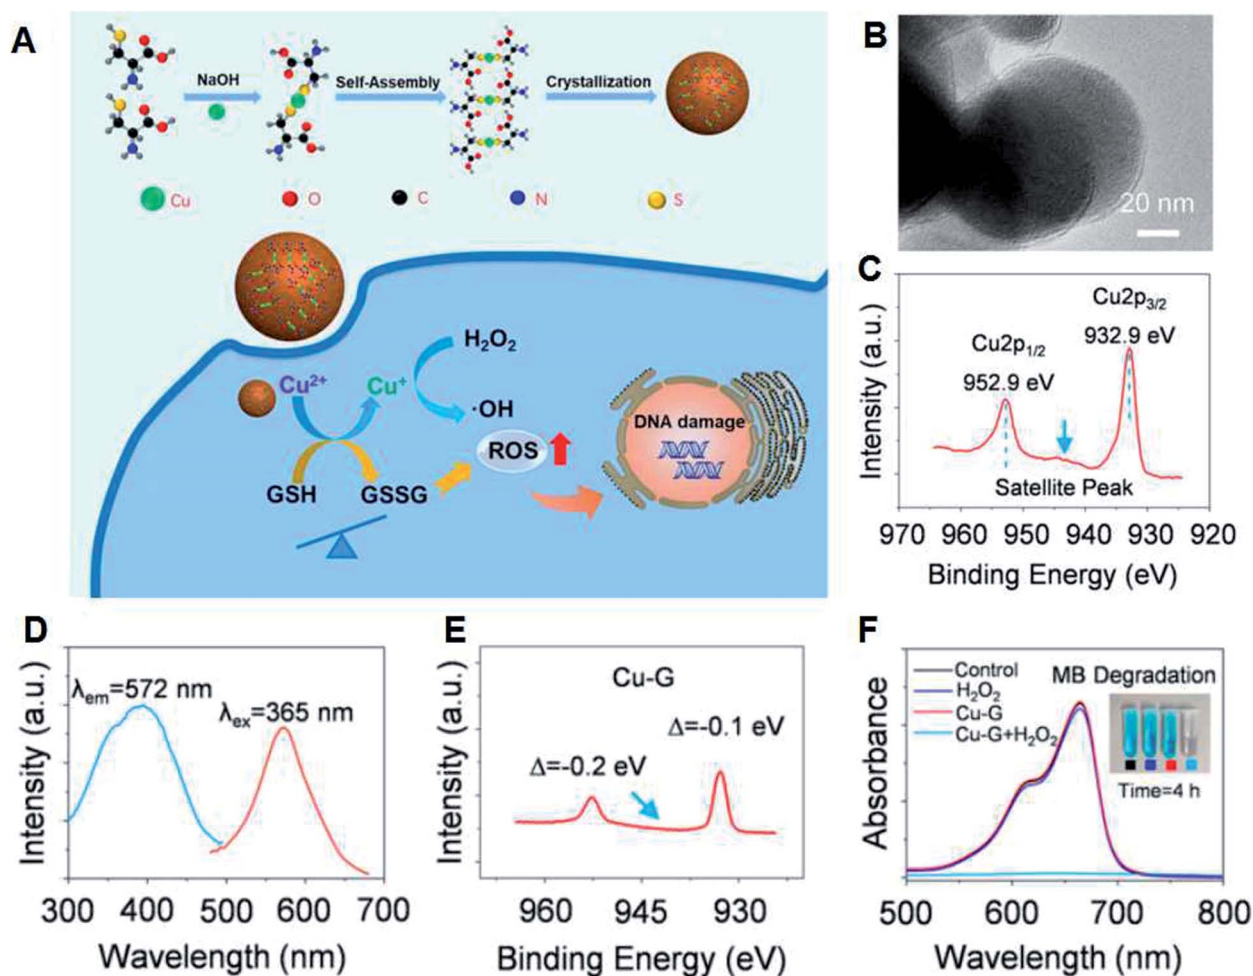 A
NaOH
Self-Assembly
Crystallization
Cu
O
C
N
S
H₂O₂
Cu²⁺
Cu⁺
·OH
ROS
GSH
GSSG
DNA damage
B
20 nm
C
Intensity (a.u.)
Cu2p₃/₂
932.9 eV
Cu2p₁/₂
952.9 eV
Satellite Peak
970 960 950 940 930 920
Binding Energy (eV)
D
Intensity (a.u.)
λem=572 nm
λex=365 nm
300 400 500 600 700
Wavelength (nm)
E
Intensity (a.u.)
Cu-G
Δ=-0.1 eV
Δ=-0.2 eV
960 945 930
Binding Energy (eV)
F
Absorbance
Control
H₂O₂
Cu-G
Cu-G+H₂O₂
MB Degradation
Time=4 h
500 600 700 800
Wavelength (nm)